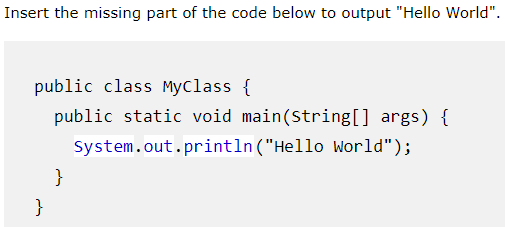 Insert the missing part of the code below to output "Hello World".
public class MyClass {
public static void main(String[] args) {
System.out.println("Hello World");
}
}